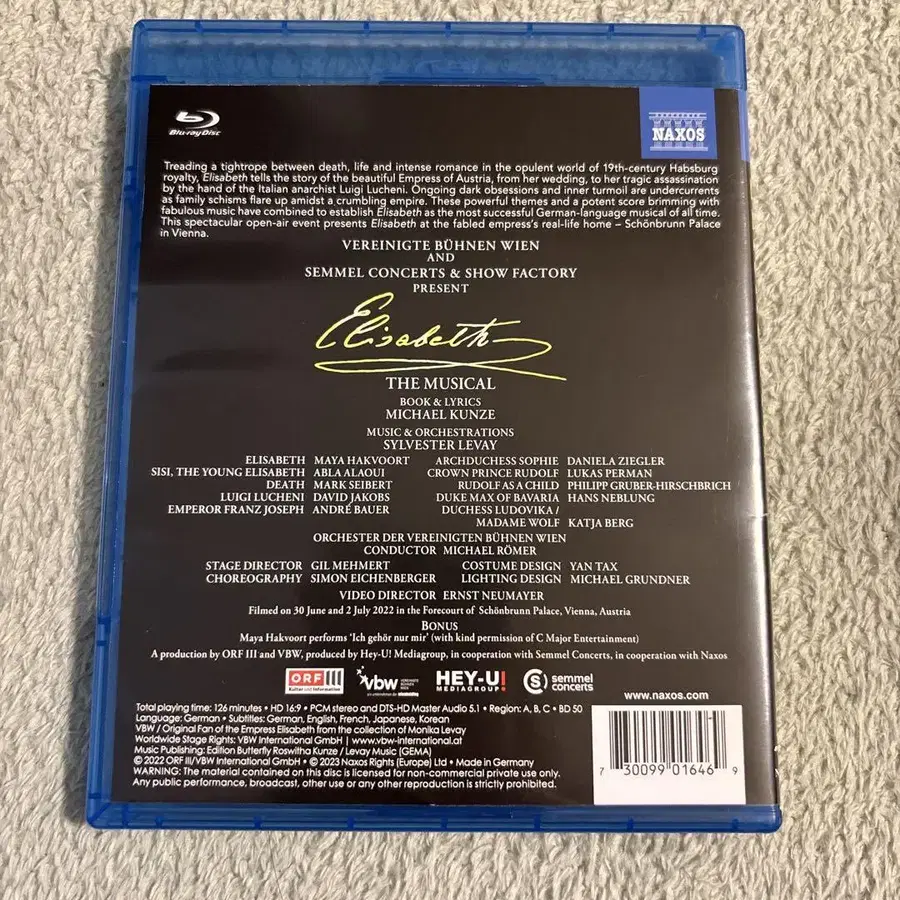 Blu-ray Disc
NAXOS
Treading a tightrope between death, life and intense romance in the opulent world of 19th-century Habsburg
royalty, Elisabeth tells the story of the beautiful Empress of Austria, from her wedding, to her tragic assassination
by the hand of the Italian anarchist Luigi Lucheni. Ongoing dark obsessions and inner turmoil are undercurrents
as family schisms flare up amidst a crumbling empire. These powerful themes and a potent score brimming with
fabulous music have combined to establish Elisabeth as the most successful German-language musical of all time.
This spectacular open-air event presents Elisabeth at the fabled empress's real-life home – Schönbrunn Palace
in Vienna.
VEREINIGTE BÜHNEN WIEN
AND
SEMMEL CONCERTS & SHOW FACTORY
PRESENT
Elisabeth
THE MUSICAL
BOOK & LYRICS
MICHAEL KUNZE
MUSIC & ORCHESTRATIONS
SYLVESTER LEVAY
ELISABETH MAYA HAKVOORT ARCHDUCHESS SOPHIE DANIELA ZIEGLER
SISI, THE YOUNG ELISABETH ABLA ALAOUI CROWN PRINCE RUDOLF LUKAS PERMAN
DEATH MARK SEIBERT RUDOLF AS A CHILD PHILIPP GRUBER-HIRSCHBRICH
LUIGI LUCHENI DAVID JAKOBS DUKE MAX OF BAVARIA HANS NEBLUNG
EMPEROR FRANZ JOSEPH ANDRÉ BAUER DUCHESS LUDOVIKA /
MADAME WOLF KATJA BERG
ORCHESTER DER VEREINIGTEN BÜHNEN WIEN
CONDUCTOR MICHAEL RÖMER
STAGE DIRECTOR GIL MEHMERT COSTUME DESIGN YAN TAX
CHOREOGRAPHY SIMON EICHENBERGER LIGHTING DESIGN MICHAEL GRUNDNER
VIDEO DIRECTOR ERNST NEUMAYER
Filmed on 30 June and 2 July 2022 in the Forecourt of Schönbrunn Palace, Vienna, Austria
BONUS
Maya Hakvoort performs 'Ich gehör nur mir' (with kind permission of C Major Entertainment)
A production by ORF III and VBW, produced by Hey-U! Mediagroup, in cooperation with Semmel Concerts, in cooperation with Naxos
ORF III
Kultur und Information
vbw VEREINIGTE BÜHNEN WIEN
HEY-U!
MEDIAGROUP
semmel
concerts
www.naxos.com
Total playing time: 126 minutes • HD 16:9 • PCM stereo and DTS-HD Master Audio 5.1 • Region: A, B, C • BD 50
Language: German • Subtitles: German, English, French, Japanese, Korean
VBW / Original Fan of the Empress Elisabeth from the collection of Monika Levay
Worldwide Stage Rights: VBW International GmbH | www.vbw-international.at
Music Publishing: Edition Butterfly Roswitha Kunze / Levay Music (GEMA)
© 2022 ORF III/VBW International GmbH • © 2023 Naxos Rights (Europe) Ltd • Made in Germany
WARNING: The material contained on this disc is licensed for non-commercial private use only.
Any public performance, broadcast, other use or any other reproduction is strictly prohibited.
7 30099 01646 9